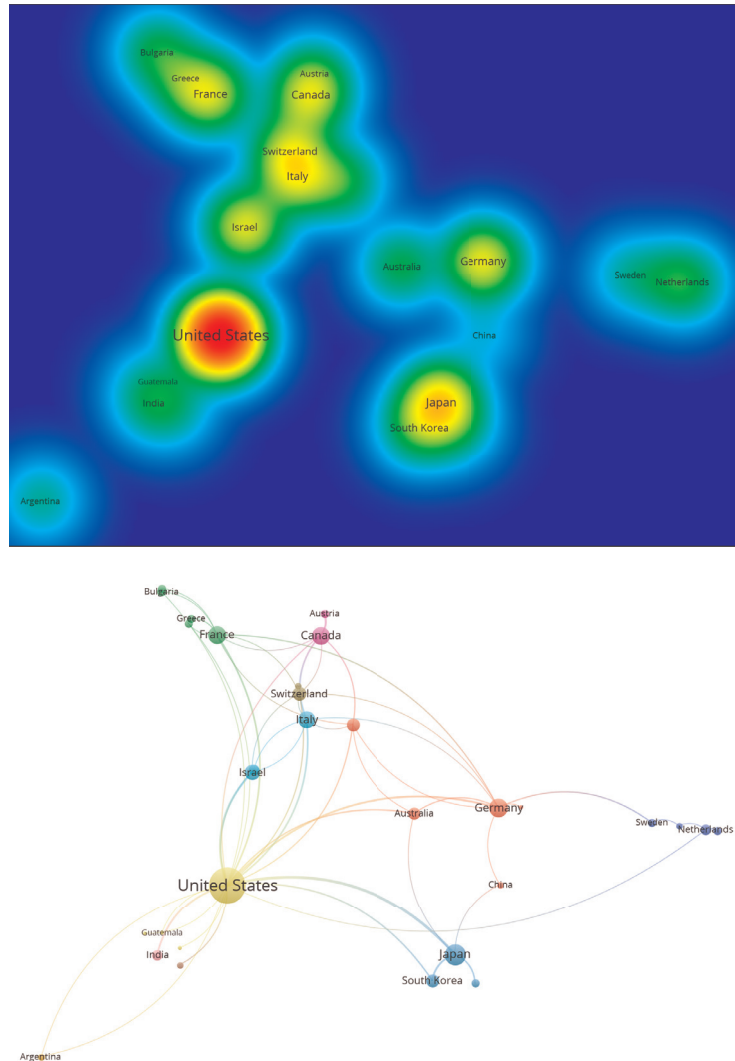 Bulgaria
Austria
Greece
France
Canada
Switzerland
Italy
Israel
Germany
Australia
Sweden
Netherlands
United States
China
Guatemala
India
Japan
South Korea
Argentina
Bulgaria
Austria
Greece
France
Canada
Switzerland
Italy
Israel
Germany
Australia
Sweden
Netherlands
United States
China
Guatemala
India
Japan
South Korea
Argentina